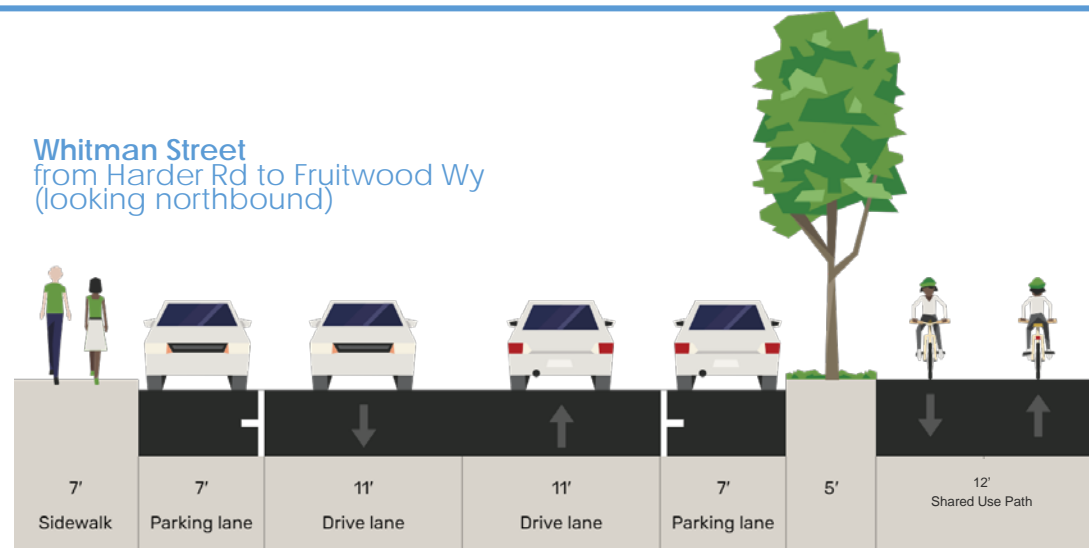 Whitman Street
from Harder Rd to Fruitwood Wy
(looking northbound)
7’
Sidewalk
7’
Parking lane
11’
Drive lane
11’
Drive lane
7’
Parking lane
5’
12’
Shared Use Path